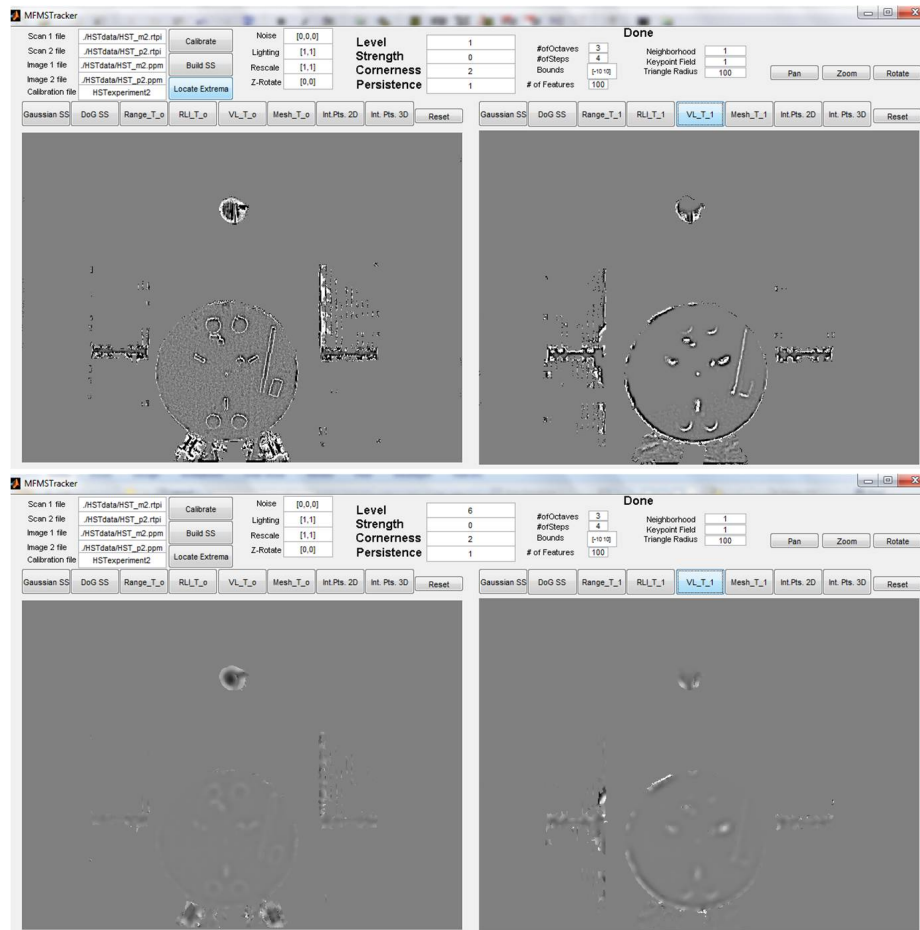 MFMSTracker
Scan 1 file ./HSTdata/HST_m2.rtpi Calibrate Noise [0,0,0] Level 1 #ofOctaves 3 Done Neighborhood 1
Scan 2 file ./HSTdata/HST_p2.rtpi Lighting [1,1] Strength 0 #ofSteps 4 Keypoint Field 1
Image 1 file ./HSTdata/HST_m2.ppm Build SS Rescale [1,1] Cornerness 2 Bounds [-10 10] Triangle Radius 100 Pan Zoom Rotate
Image 2 file ./HSTdata/HST_p2.ppm Locate Extrema Z-Rotate [0,0] Persistence 1 # of Features 100
Calibration file HSTexperiment2
Gaussian SS DoG SS Range_T_o RLI_T_o VL_T_o Mesh_T_o Int.Pts. 2D Int. Pts. 3D Reset Gaussian SS DoG SS Range_T_1 RLI_T_1 VL_T_1 Mesh_T_1 Int.Pts. 2D Int. Pts. 3D Reset
MFMSTracker
Scan 1 file ./HSTdata/HST_m2.rtpi Calibrate Noise [0,0,0] Level 6 #ofOctaves 3 Done Neighborhood 1
Scan 2 file ./HSTdata/HST_p2.rtpi Lighting [1,1] Strength 0 #ofSteps 4 Keypoint Field 1
Image 1 file ./HSTdata/HST_m2.ppm Build SS Rescale [1,1] Cornerness 2 Bounds [-10 10] Triangle Radius 100 Pan Zoom Rotate
Image 2 file ./HSTdata/HST_p2.ppm Locate Extrema Z-Rotate [0,0] Persistence 1 # of Features 100
Calibration file HSTexperiment2
Gaussian SS DoG SS Range_T_o RLI_T_o VL_T_o Mesh_T_o Int.Pts. 2D Int. Pts. 3D Reset Gaussian SS DoG SS Range_T_1 RLI_T_1 VL_T_1 Mesh_T_1 Int.Pts. 2D Int. Pts. 3D Reset